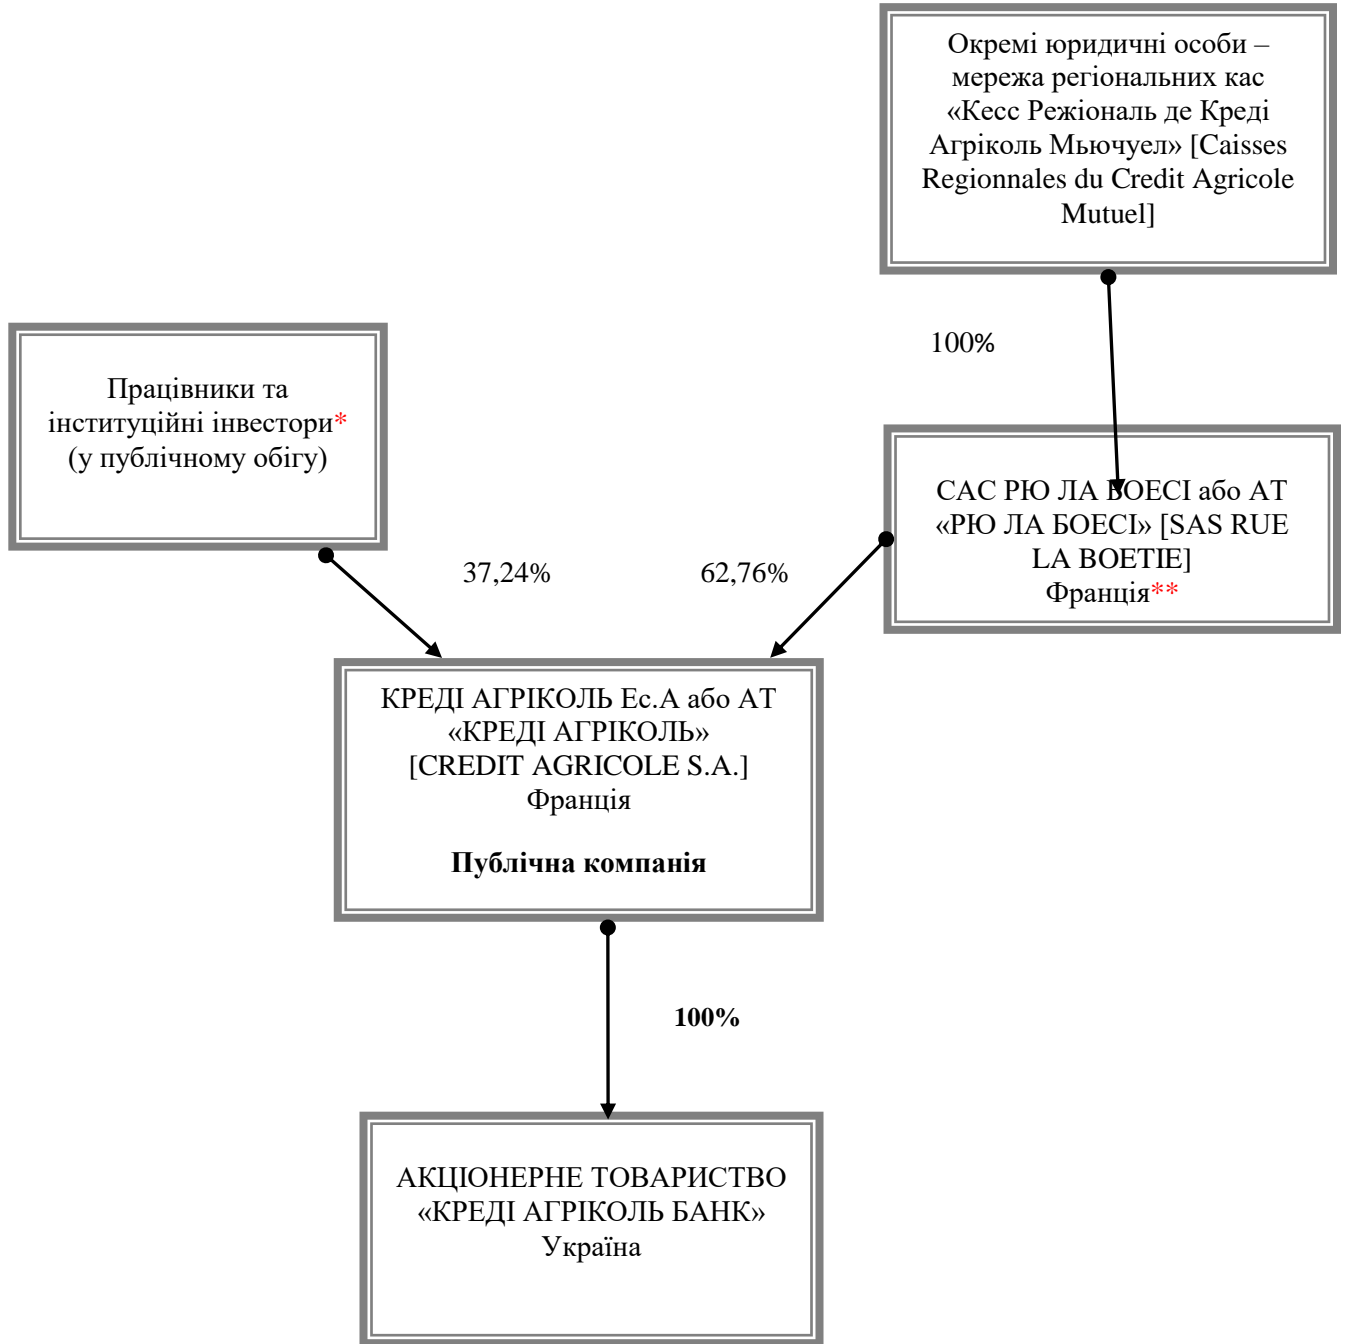 Окремі юридичні особи –
мережа регіональних кас
«Кесс Режіональ де Креді
Агріколь Мьючуел» [Caisses
Regionnales du Credit Agricole
Mutuel]
100%
Працівники та
інституційні інвестори*
(у публічному обігу)
САС РЮ ЛА БОЕСІ або АТ
«РЮ ЛА БОЕСІ» [SAS RUE
LA BOETIE]
Франція**
37,24%
62,76%
КРЕДІ АГРІКОЛЬ Ес.А або АТ
«КРЕДІ АГРІКОЛЬ»
[CREDIT AGRICOLE S.A.]
Франція
Публічна компанія
100%
АКЦІОНЕРНЕ ТОВАРИСТВО
«КРЕДІ АГРІКОЛЬ БАНК»
Україна